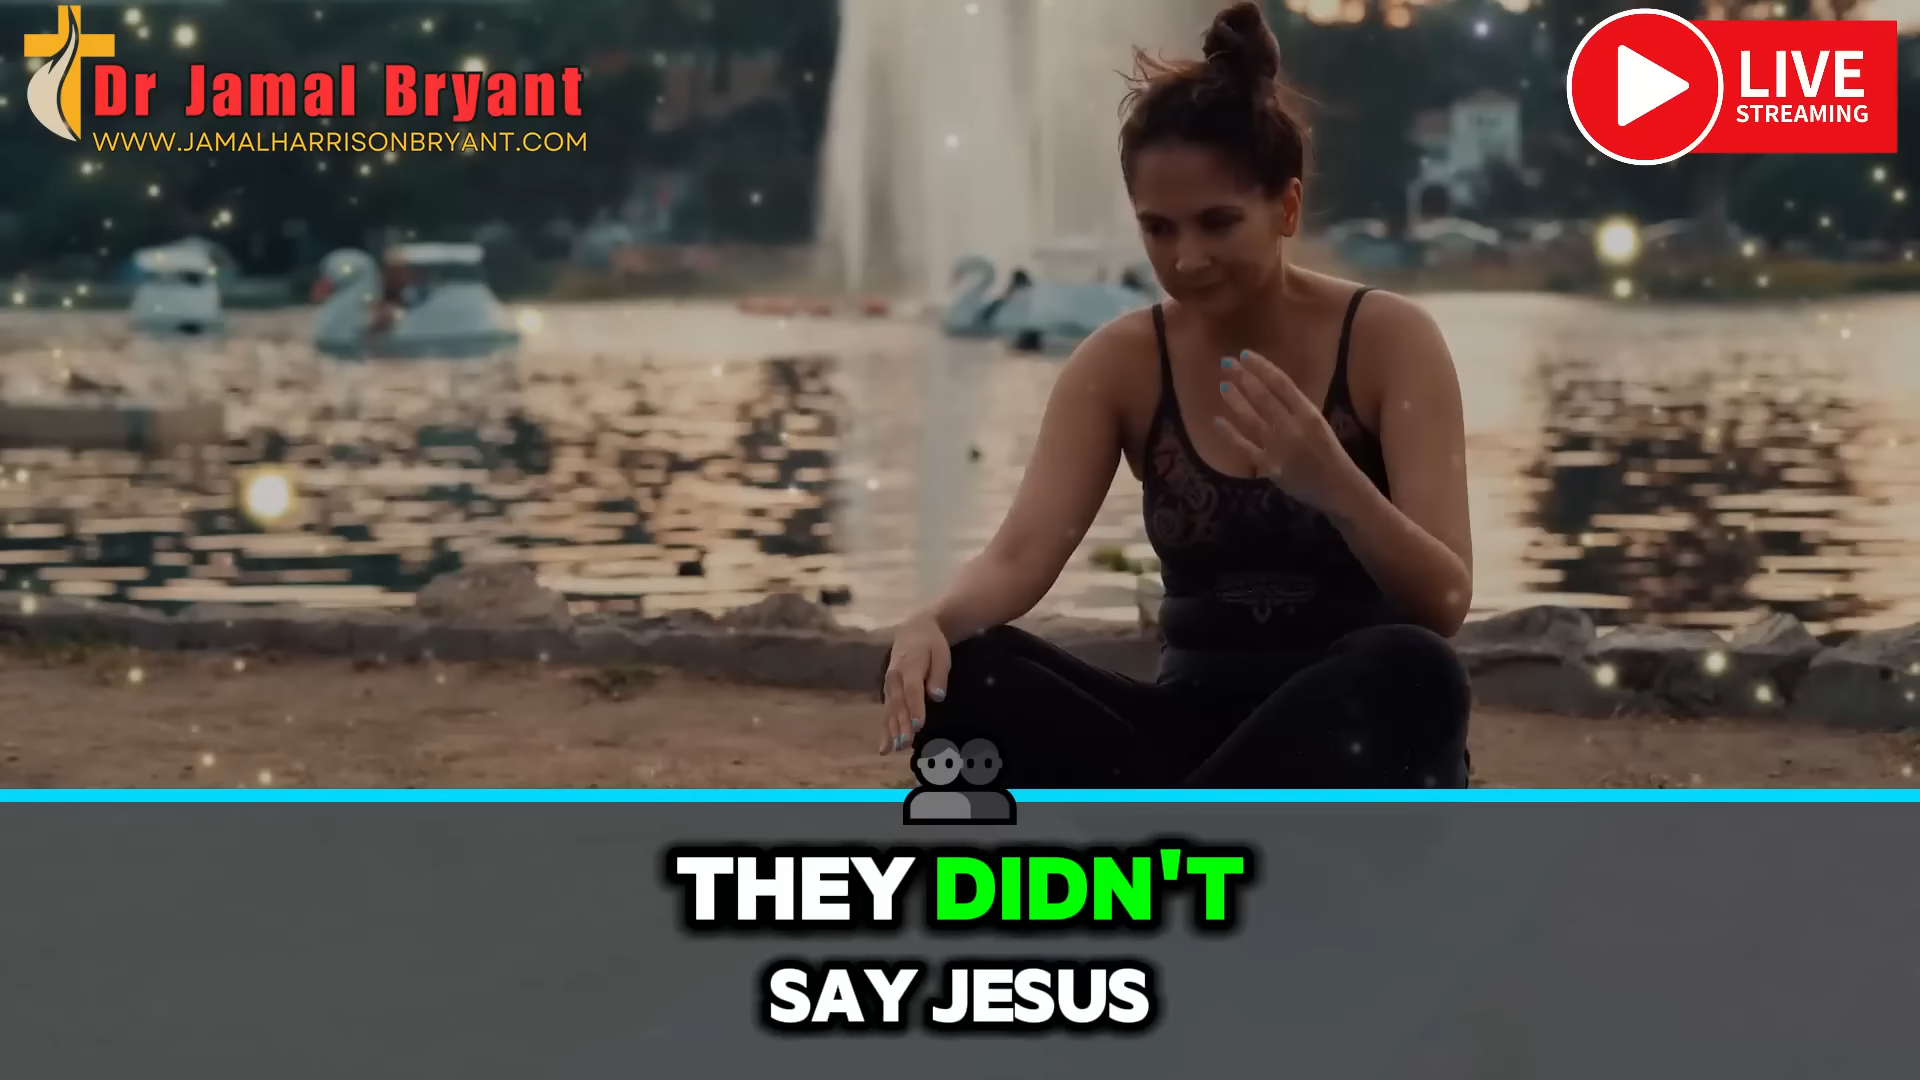 Dr Jamal Bryant
WWW.JAMALHARRISONBRYANT.COM
LIVE
STREAMING
THEY DIDN'T
SAY JESUS